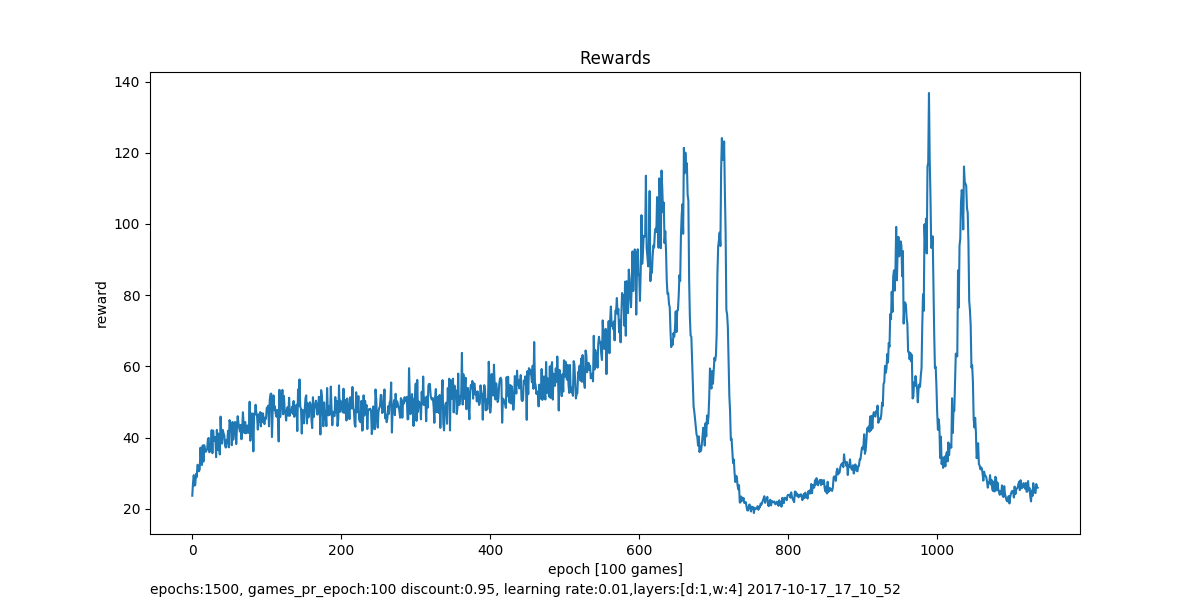 Rewards
140
120
100
80
60
40
20
reward
0 200 400 600 800 1000
epoch [100 games]
epochs:1500, games_pr_epoch:100 discount:0.95, learning rate:0.01,layers:[d:1,w:4] 2017-10-17_17_10_52